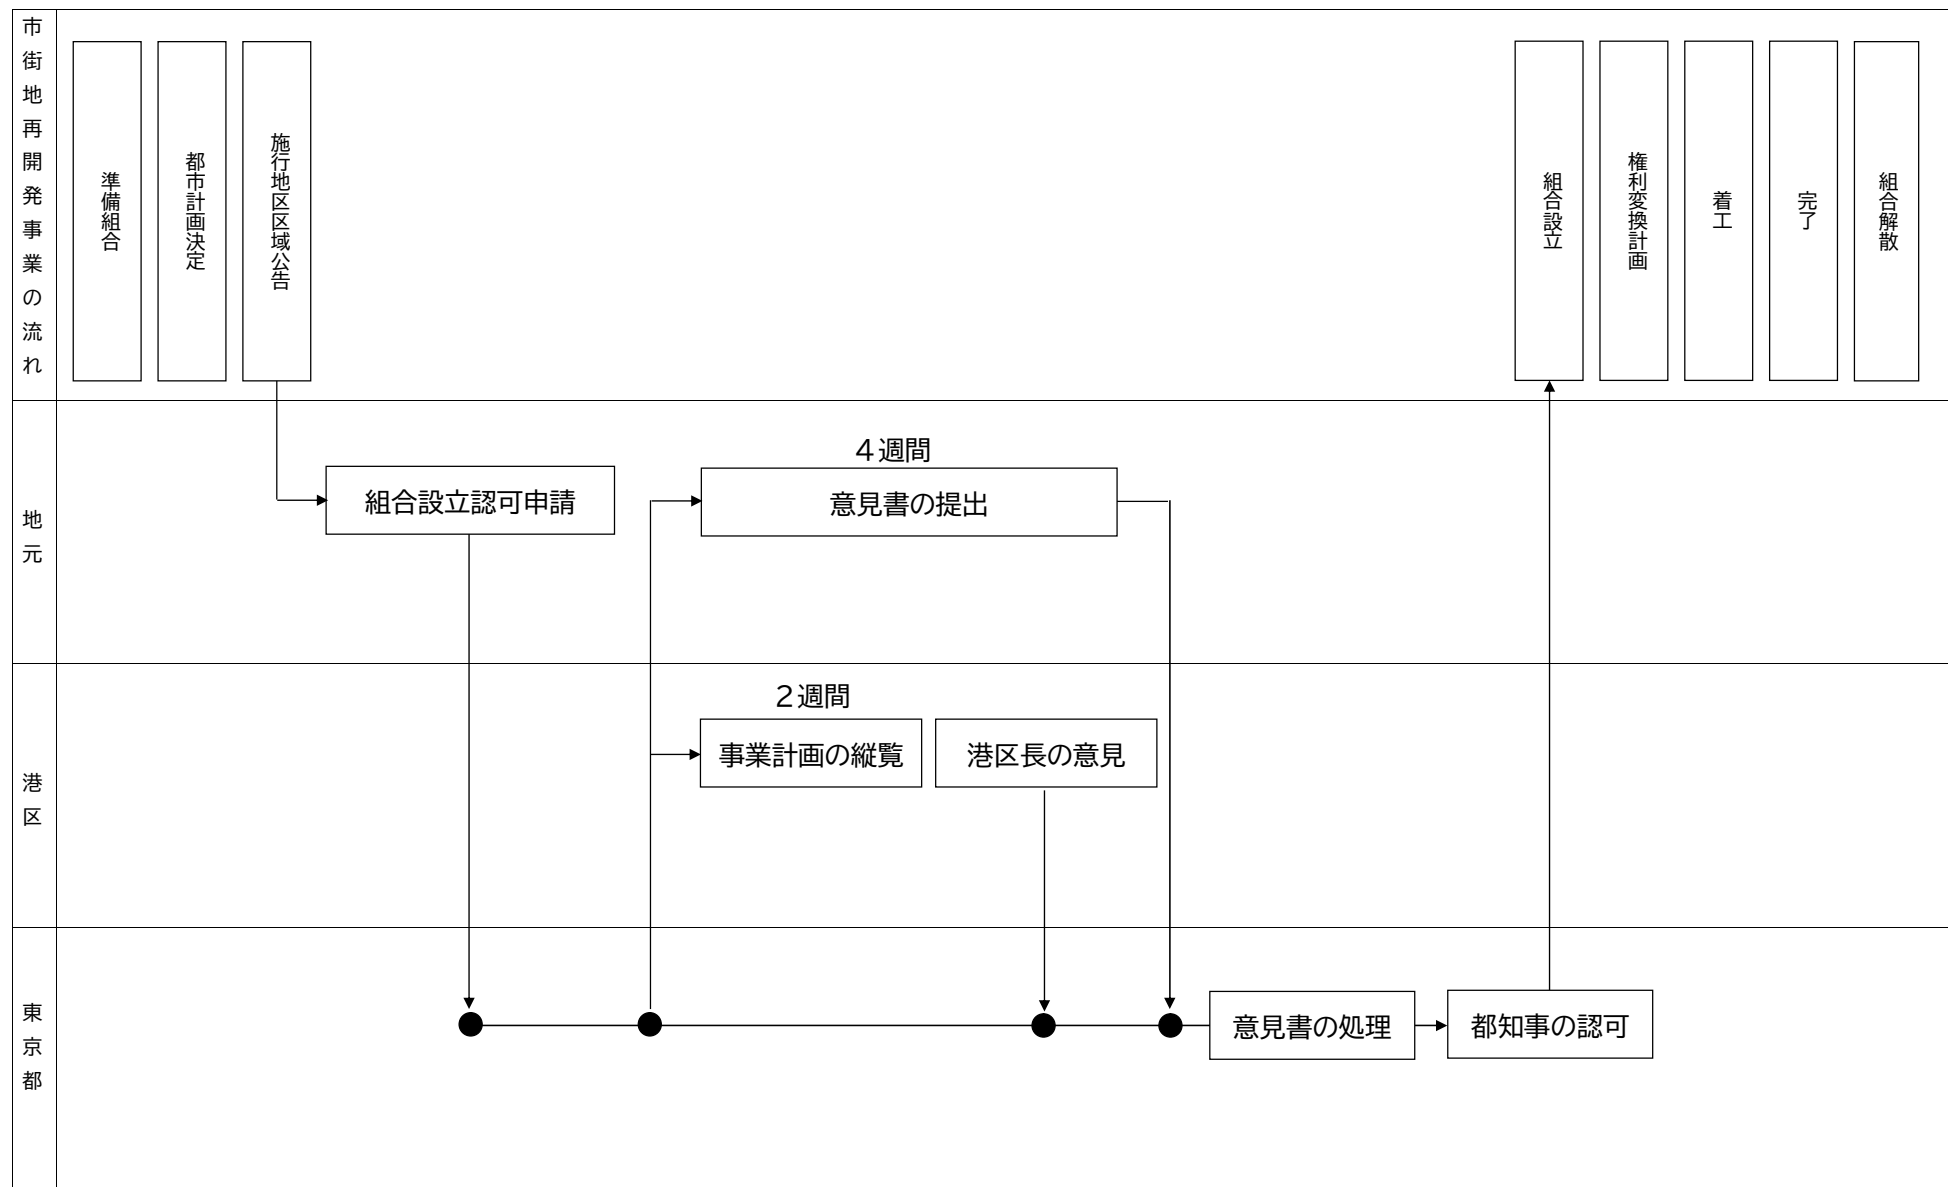 市街地再開発事業の流れ
準備組合
都市計画決定
施行地区区域公告
組合設立
権利変換計画
着工
完了
組合解散
地元
組合設立認可申請
４週間
意見書の提出
港区
２週間
事業計画の縦覧
港区長の意見
東京都
意見書の処理
都知事の認可